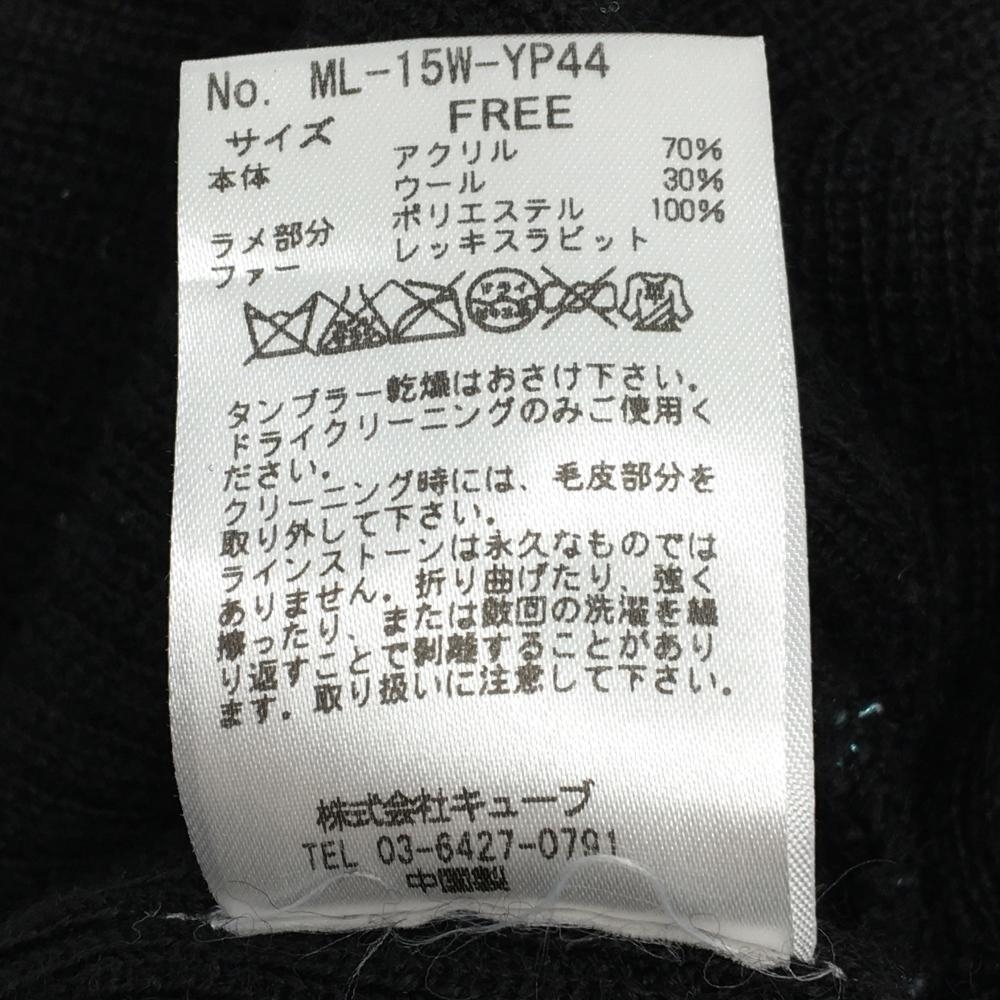 No. ML-15W-YP44
サイズ FREE
本体 アクリル 70%
ウール 30%
ラメ部分 ポリエステル 100%
ファー レッキスラビット
ドライ
タンブラー乾燥はおさけ下さい。
ドライクリーニングのみご使用く
ださい。
クリーニング時には、毛皮部分を
取り外して下さい。
ラインストーンは永久なものでは
ありません。折り曲げたり、強く
擦ったり、または数回の洗濯を繰
り返すことで剥離することがあり
ます。取り扱いに注意して下さい。
株式会社キューブ
TEL 03-6427-0791
中国製